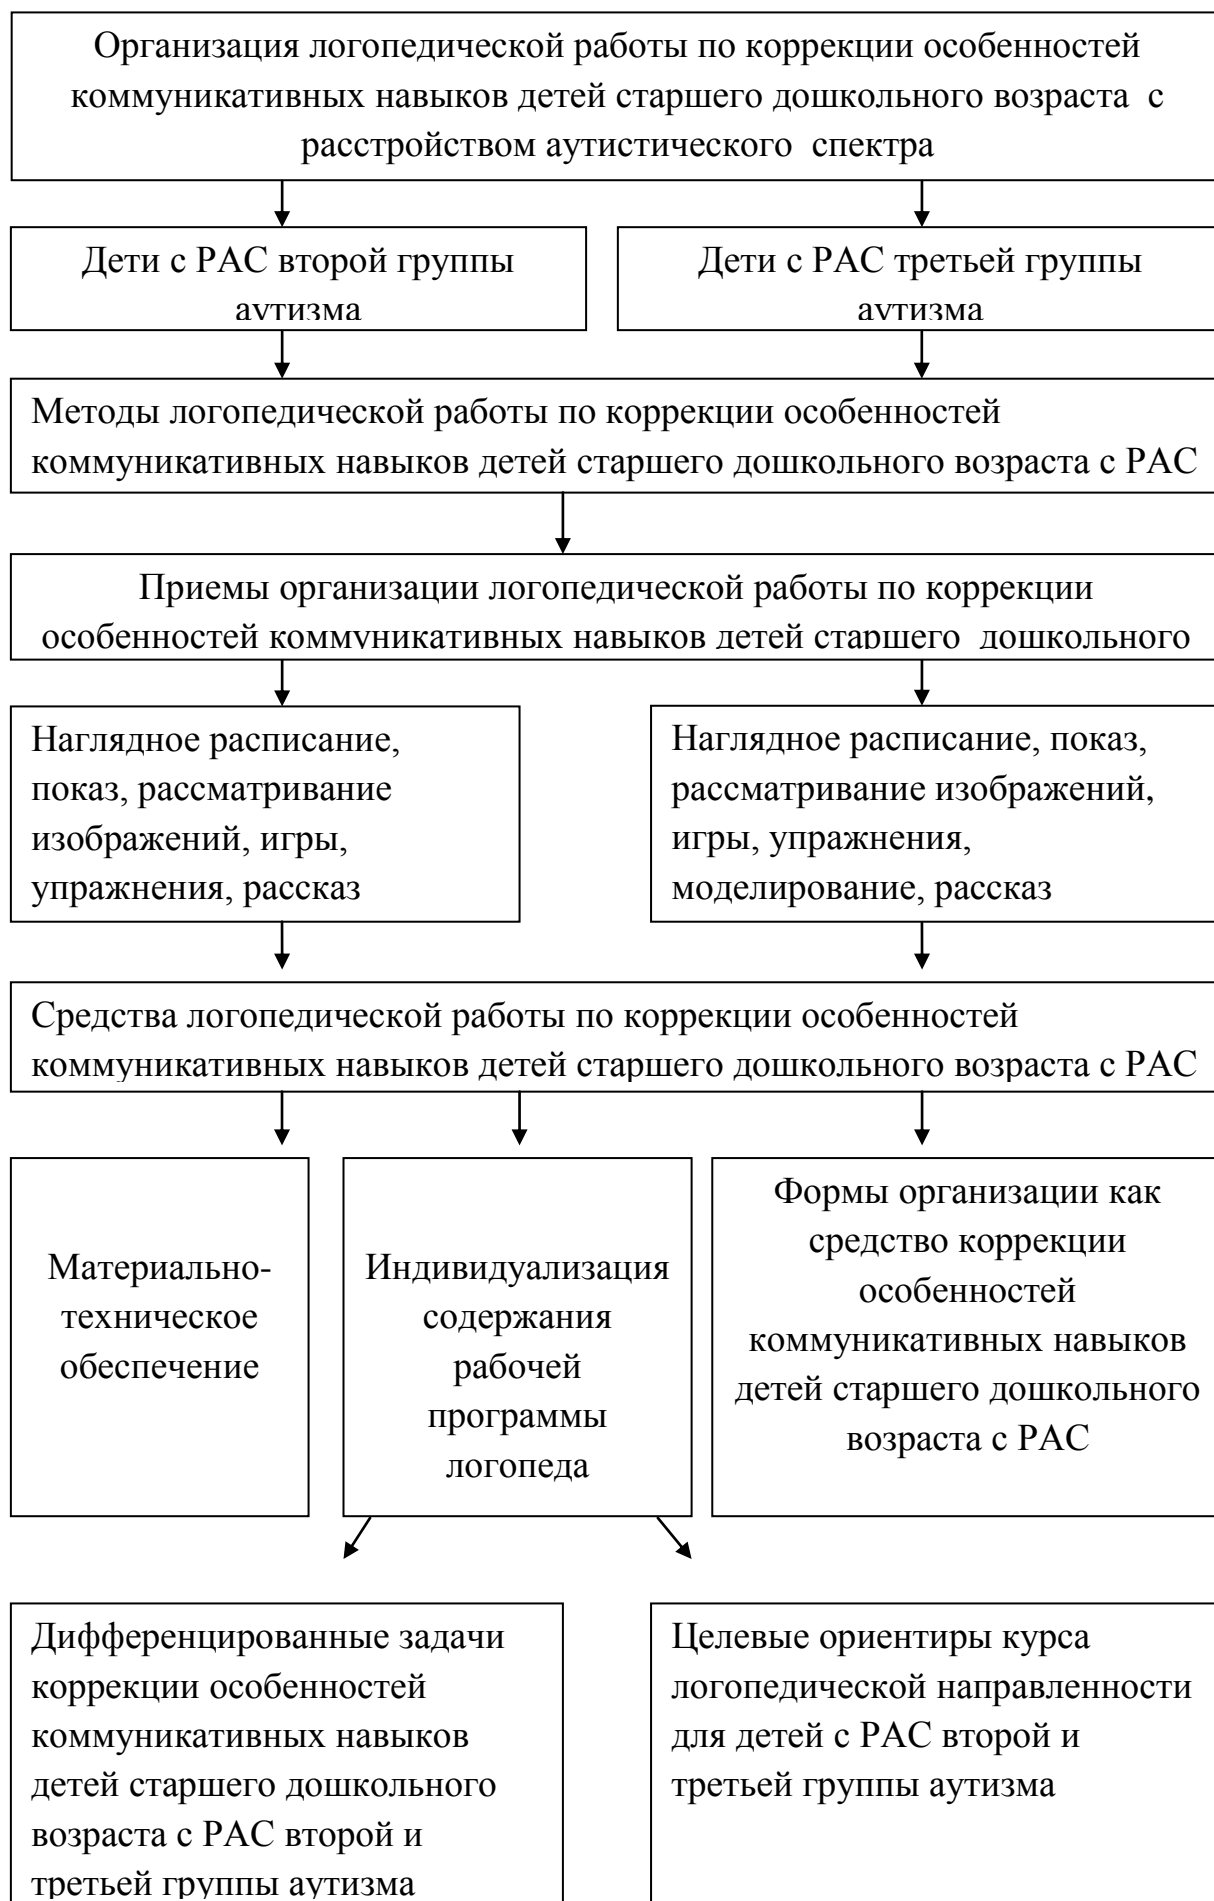 Организация логопедической работы по коррекции особенностей
коммуникативных навыков детей старшего дошкольного возраста с
расстройством аутистического спектра
Дети с РАС второй группы
аутизма
Дети с РАС третьей группы
аутизма
Методы логопедической работы по коррекции особенностей
коммуникативных навыков детей старшего дошкольного возраста с РАС
Приемы организации логопедической работы по коррекции
особенностей коммуникативных навыков детей старшего дошкольного
Наглядное расписание,
показ, рассматривание
изображений, игры,
упражнения, рассказ
Наглядное расписание, показ,
рассматривание изображений,
игры, упражнения,
моделирование, рассказ
Средства логопедической работы по коррекции особенностей
коммуникативных навыков детей старшего дошкольного возраста с РАС
Материально-
техническое
обеспечение
Индивидуализация
содержания
рабочей
программы
логопеда
Формы организации как
средство коррекции
особенностей
коммуникативных навыков
детей старшего дошкольного
возраста с РАС
Дифференцированные задачи
коррекции особенностей
коммуникативных навыков
детей старшего дошкольного
возраста с РАС второй и
третьей группы аутизма
Целевые ориентиры курса
логопедической направленности
для детей с РАС второй и
третьей группы аутизма